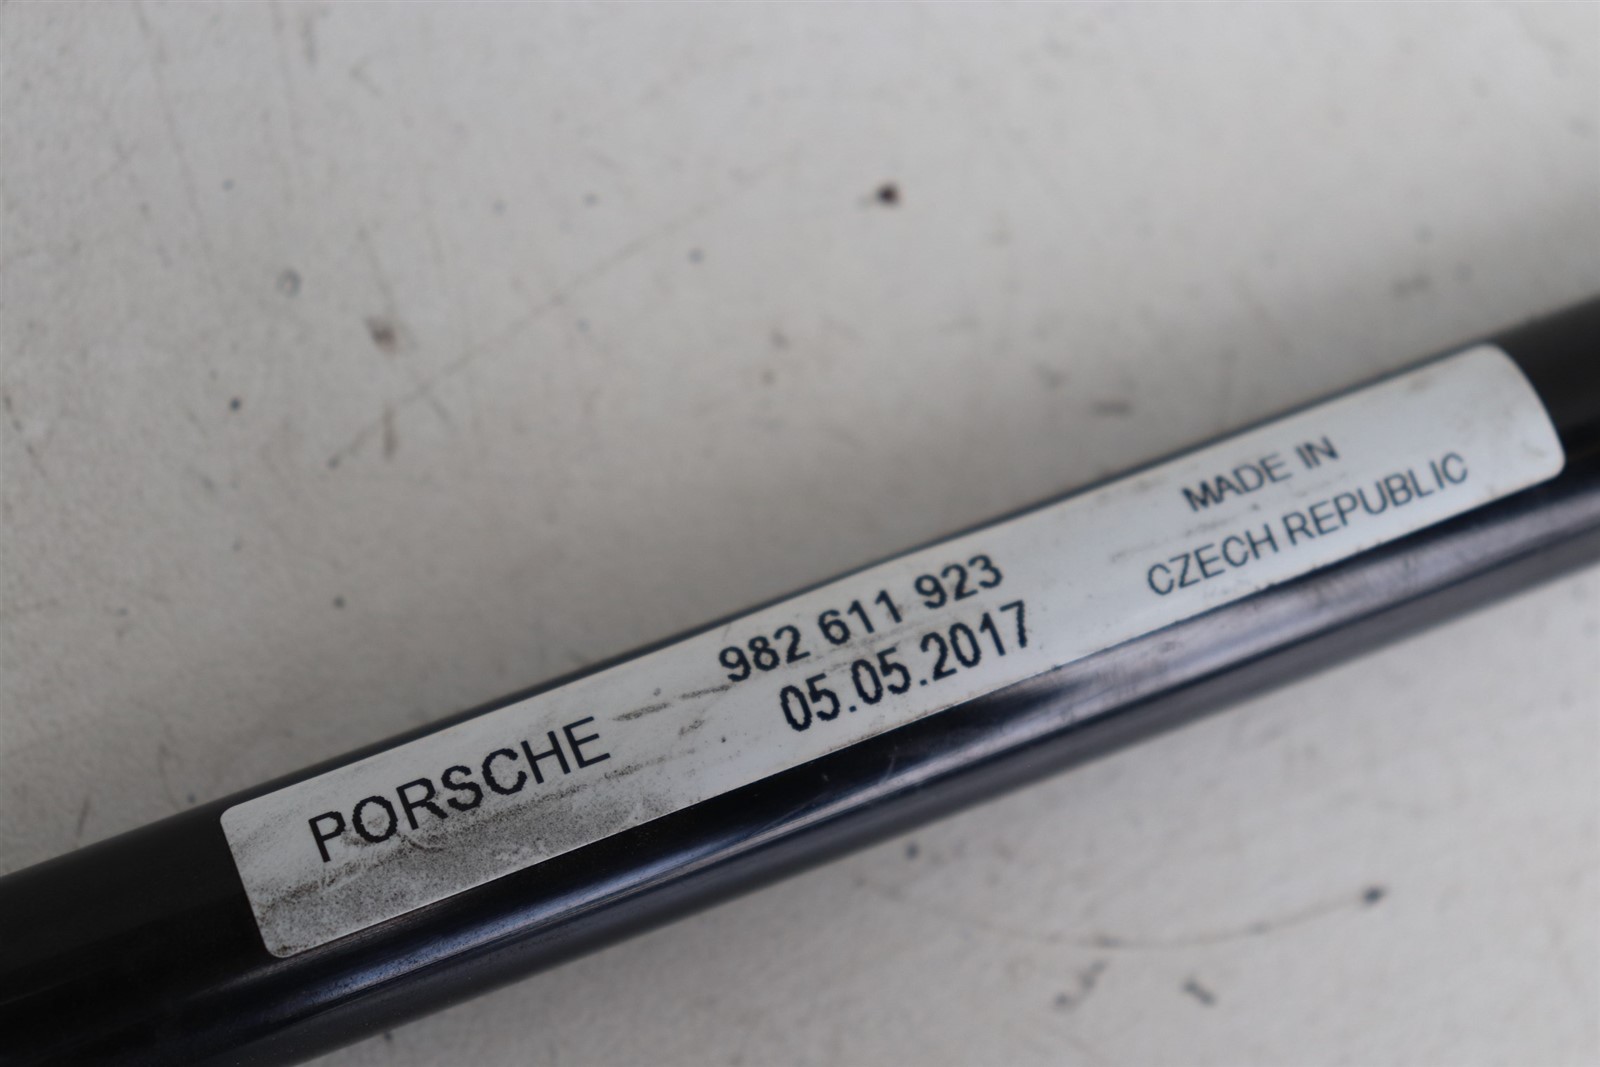 PORSCHE
982 611 923
05.05.2017
MADE IN
CZECH REPUBLIC